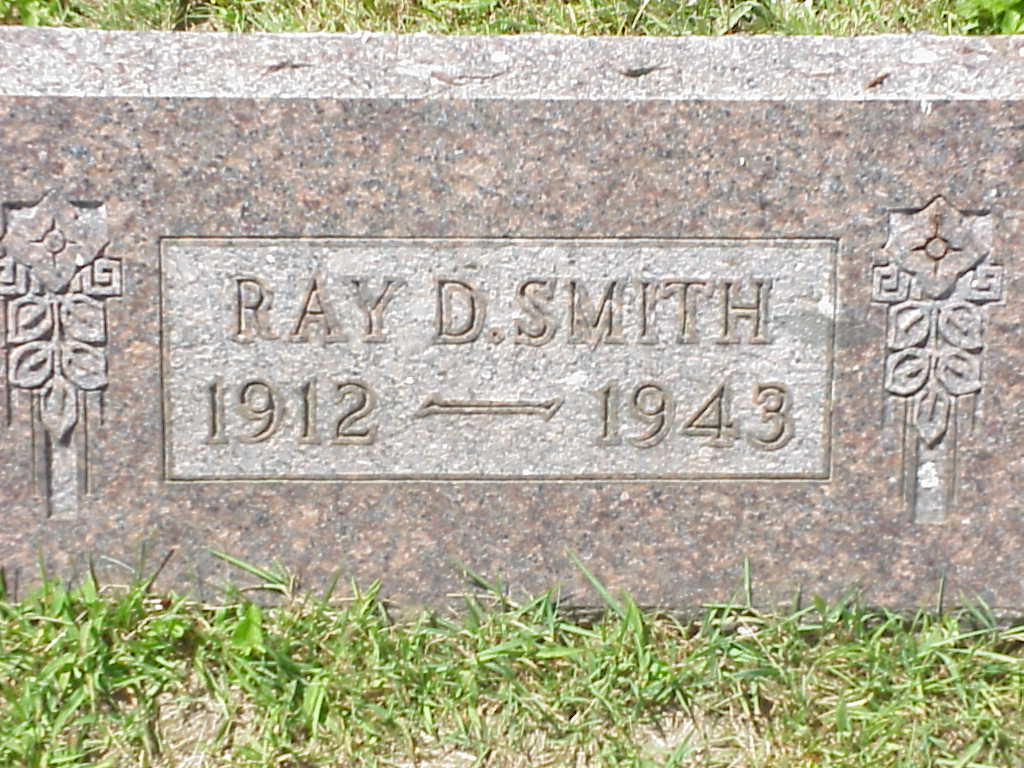 RAY D. SMITH
1912 — 1943